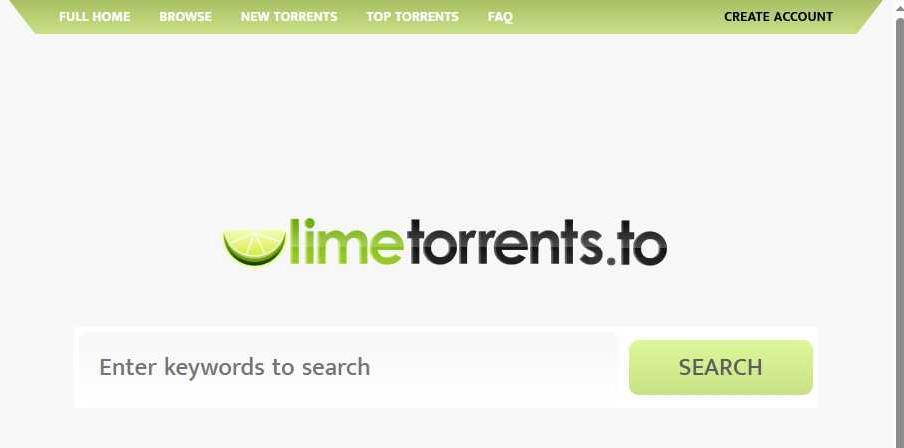 FULL HOME BROWSE NEW TORRENTS TOP TORRENTS FAQ CREATE ACCOUNT
limetorrents.to
Enter keywords to search SEARCH